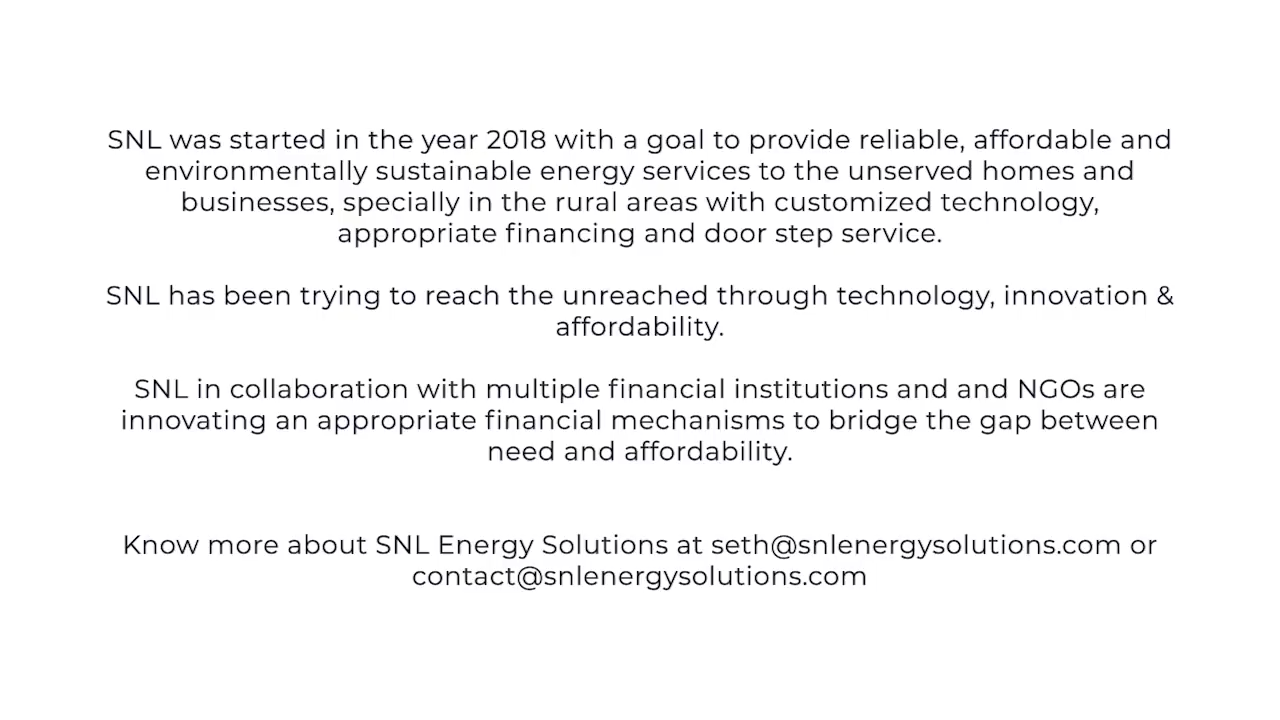 SNL was started in the year 2018 with a goal to provide reliable, affordable and
environmentally sustainable energy services to the unserved homes and
businesses, specially in the rural areas with customized technology,
appropriate financing and door step service.
SNL has been trying to reach the unreached through technology, innovation &
affordability.
SNL in collaboration with multiple financial institutions and and NGOs are
innovating an appropriate financial mechanisms to bridge the gap between
need and affordability.
Know more about SNL Energy Solutions at seth@snlenergysolutions.com or
contact@snlenergysolutions.com